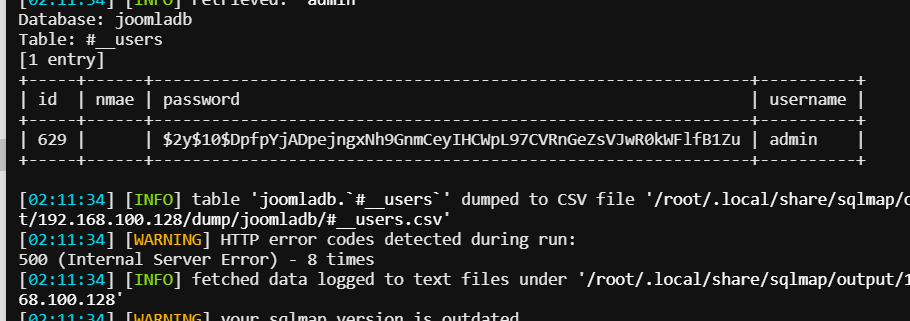 [02:11:34] [INFO] retrieved: 'admin'
Database: joomladb
Table: #__users
[1 entry]
+-----+------+--------------------------------------------------------------+----------+
| id | nmae | password | username |
+-----+------+--------------------------------------------------------------+----------+
| 629 | | $2y$10$DpfpYjADpejngxNh9GnmCeyIHCWpL97CVRnGeZsVJwR0kWFlfB1Zu | admin |
+-----+------+--------------------------------------------------------------+----------+
[02:11:34] [INFO] table 'joomladb.`#__users`' dumped to CSV file '/root/.local/share/sqlmap/o
t/192.168.100.128/dump/joomladb/#__users.csv'
[02:11:34] [WARNING] HTTP error codes detected during run:
500 (Internal Server Error) - 8 times
[02:11:34] [INFO] fetched data logged to text files under '/root/.local/share/sqlmap/output/1
68.100.128'
[02:11:34] [WARNING] your sqlmap version is outdated